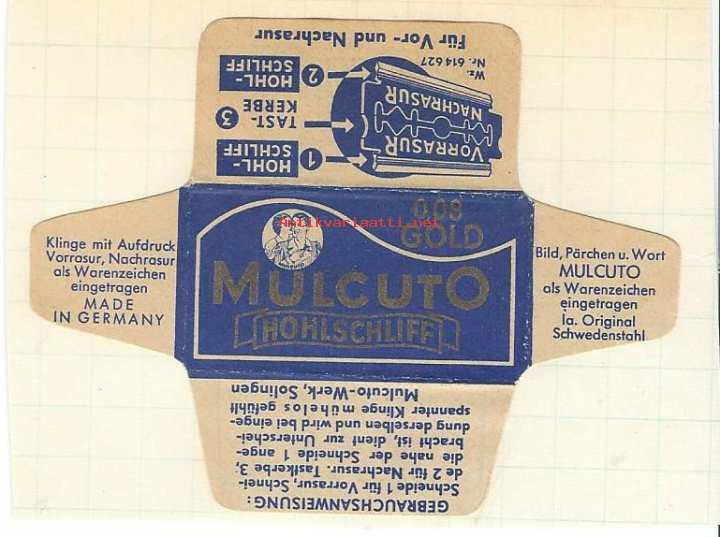 Für Vor- und Nachrasur
Wz.
Nr. 614 627
HOHL-
SCHLIFF
2
NACHRASUR
TAST-
KERBE
3
VORRASUR
HOHL-
SCHLIFF
1
0,08
GOLD
MULCUTO
HOHLSCHLIFF
Antikvariaatti.net
Klinge mit Aufdruck
Vorrasur, Nachrasur
als Warenzeichen
eingetragen
MADE
IN GERMANY
Bild, Pärchen u. Wort
MULCUTO
als Warenzeichen
eingetragen
Ia. Original
Schwedenstahl
GEBRAUCHSANWEISUNG:
Schneide 1 für Vorrasur, Schnei-
de 2 für Nachrasur. Tastkerbe 3,
die nahe der Schneide 1 ange-
bracht ist, dient zur Unterschei-
dung derselben und wird bei einge-
spannter Klinge mühelos gefühlt
Mulcuto-Werk, Solingen